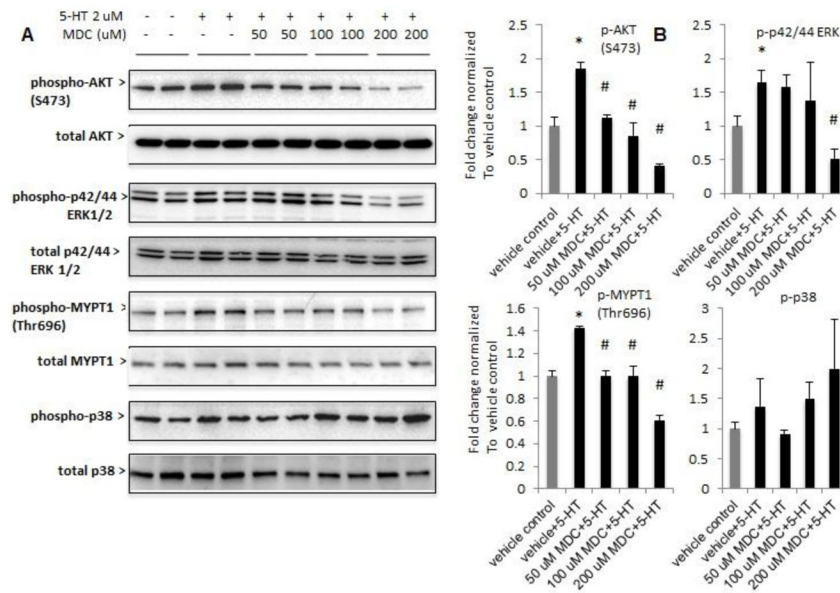 A
5-HT 2 uM - - + + + + + + + +
MDC (uM) - - - - 50 50 100 100 200 200
phospho-AKT >
(S473)
total AKT >
phospho-p42/44 >
ERK1/2
total p42/44 >
ERK 1/2
phospho-MYPT1 >
(Thr696)
total MYPT1 >
phospho-p38 >
total p38 >
B
p-AKT
(S473)
Fold change normalized
To vehicle control
2.5
2
1.5
1
0.5
0
* # # #
vehicle control
vehicle+5-HT
50 uM MDC+5-HT
100 uM MDC+5-HT
200 uM MDC+5-HT
p-p42/44 ERK
2.5
2
1.5
1
0.5
0
* #
vehicle control
vehicle+5-HT
50 uM MDC+5-HT
100 uM MDC+5-HT
200 uM MDC+5-HT
p-MYPT1
(Thr696)
Fold change normalized
To vehicle control
1.6
1.4
1.2
1
0.8
0.6
0.4
0.2
0
* # # #
vehicle control
vehicle+5-HT
50 uM MDC+5-HT
100 uM MDC+5-HT
200 uM MDC+5-HT
p-p38
3
2.5
2
1.5
1
0.5
0
vehicle control
vehicle+5-HT
50 uM MDC+5-HT
100 uM MDC+5-HT
200 uM MDC+5-HT